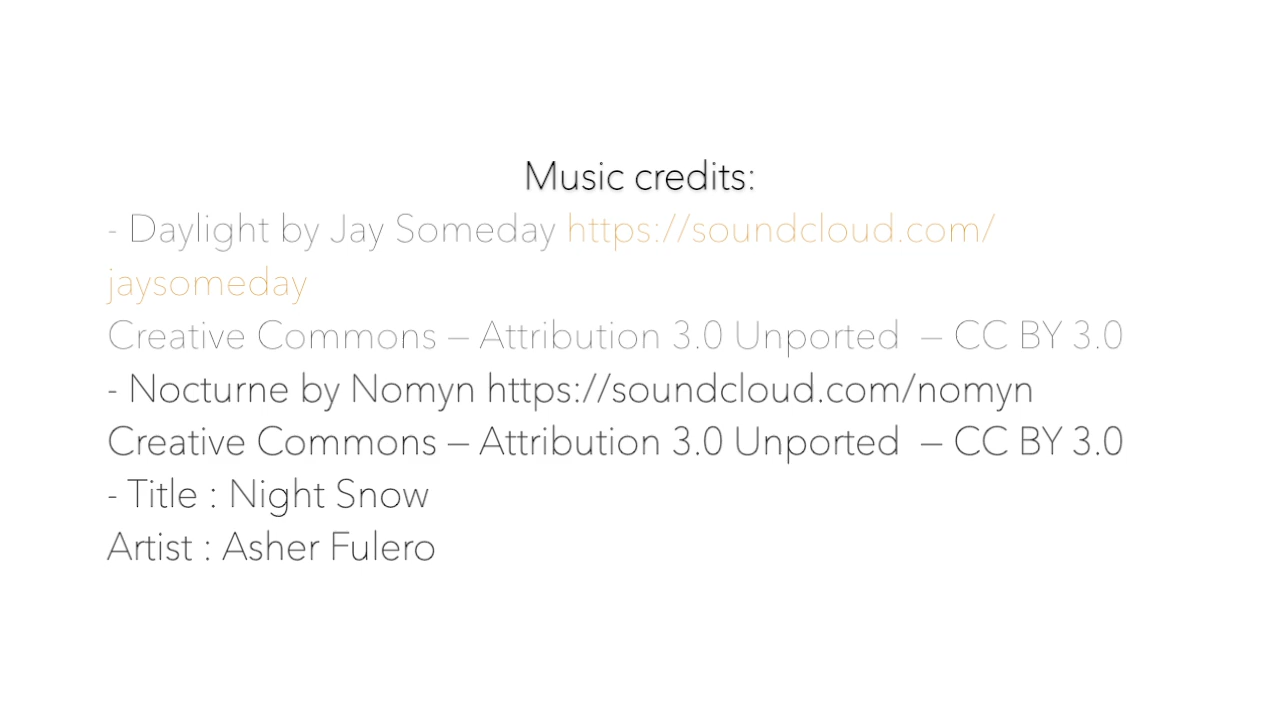 Music credits:
- Daylight by Jay Someday https://soundcloud.com/
jaysomeday
Creative Commons — Attribution 3.0 Unported  — CC BY 3.0
- Nocturne by Nomyn https://soundcloud.com/nomyn
Creative Commons — Attribution 3.0 Unported  — CC BY 3.0
- Title : Night Snow
Artist : Asher Fulero